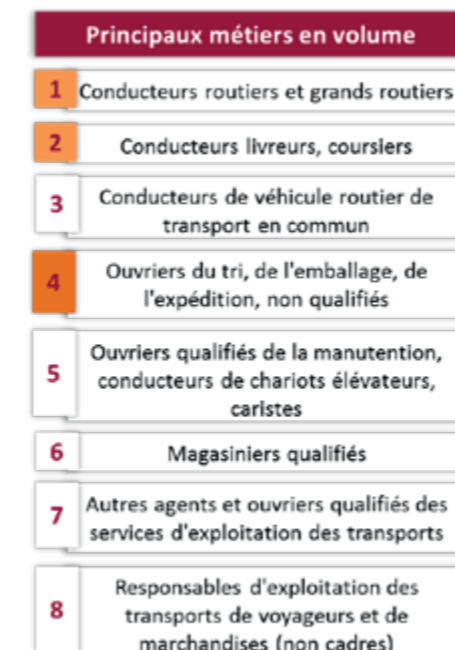 Principaux métiers en volume
1 Conducteurs routiers et grands routiers
2 Conducteurs livreurs, coursiers
3 Conducteurs de véhicule routier de
transport en commun
4 Ouvriers du tri, de l'emballage, de
l'expédition, non qualifiés
5 Ouvriers qualifiés de la manutention,
conducteurs de chariots élévateurs,
caristes
6 Magasiniers qualifiés
7 Autres agents et ouvriers qualifiés des
services d'exploitation des transports
8 Responsables d'exploitation des
transports de voyageurs et de
marchandises (non cadres)